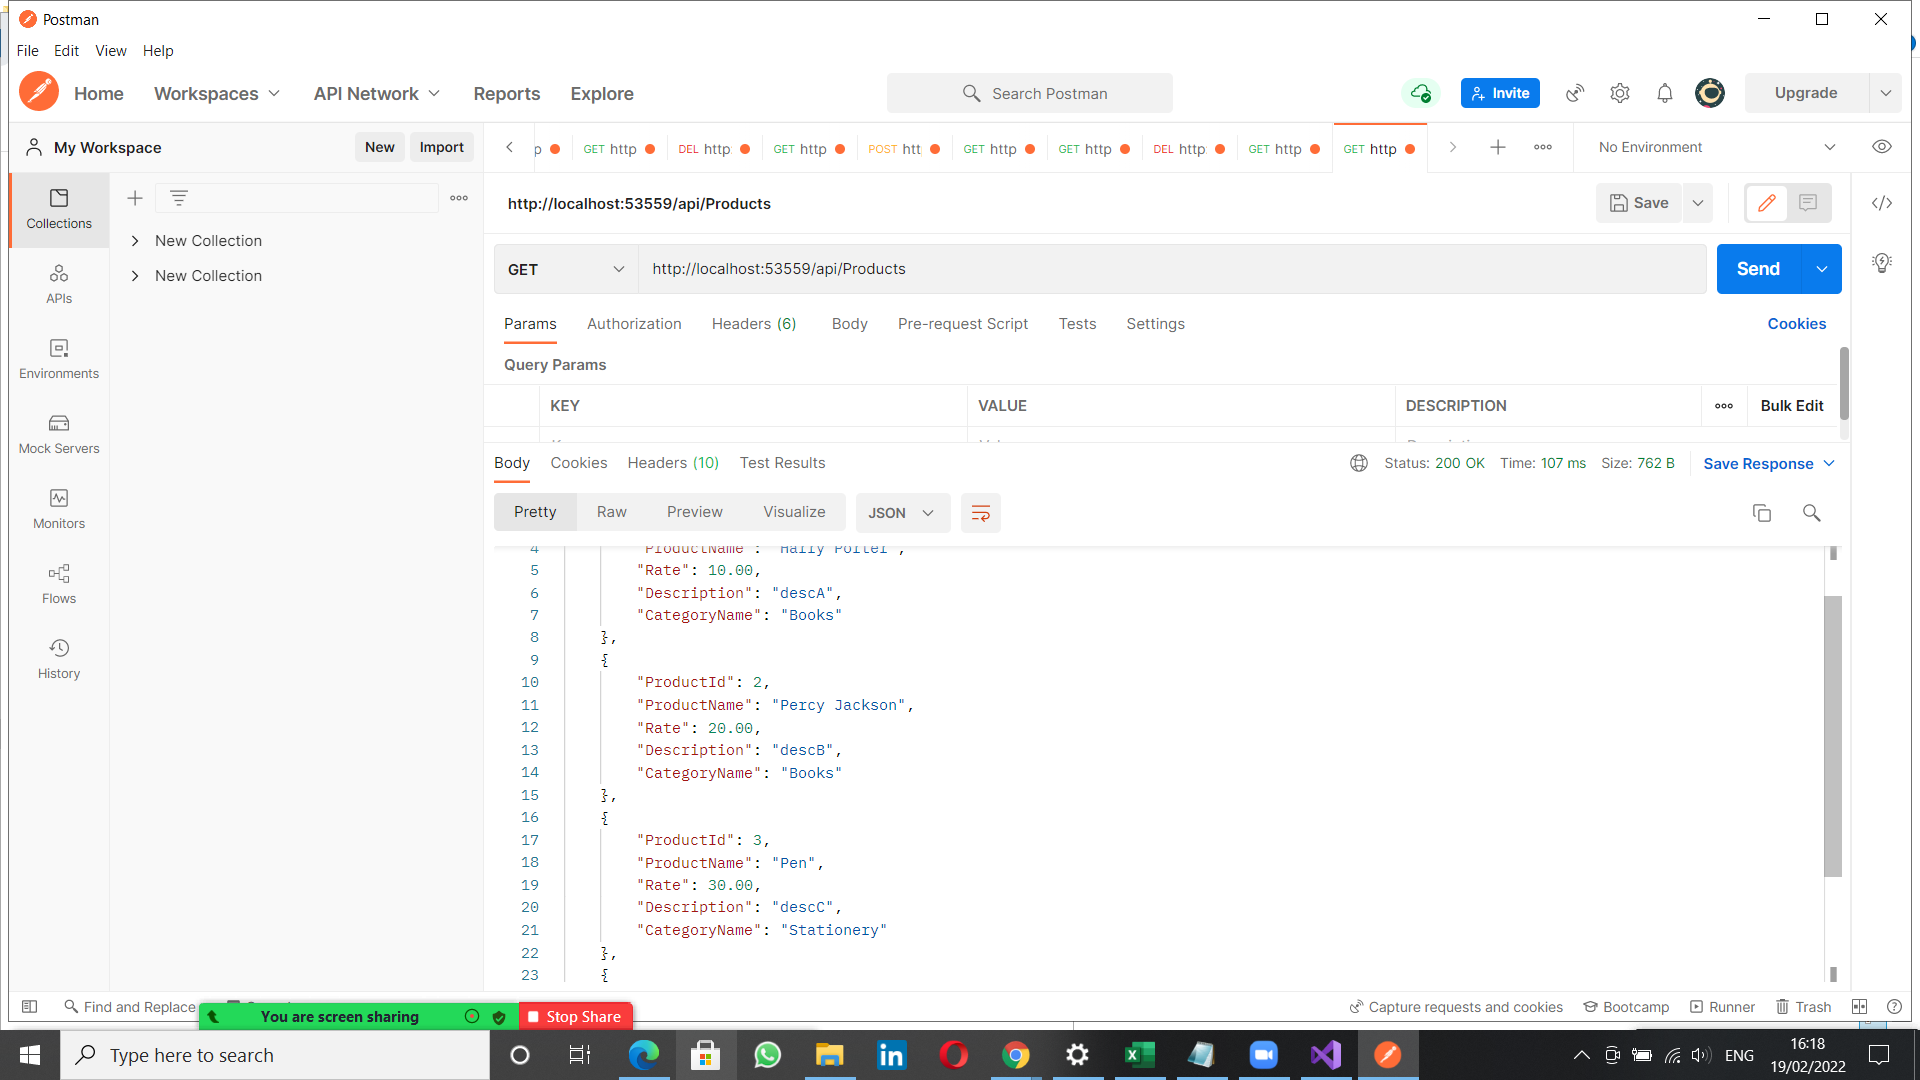 Postman
File Edit View Help
Home Workspaces API Network Reports Explore Search Postman Invite Upgrade
My Workspace New Import
p GET http DEL http GET http POST htt GET http GET http DEL http GET http GET http No Environment
http://localhost:53559/api/Products Save
Collections
New Collection
New Collection
APIs
Environments
Mock Servers
Monitors
Flows
History
GET http://localhost:53559/api/Products Send
Params Authorization Headers (6) Body Pre-request Script Tests Settings Cookies
Query Params
KEY VALUE DESCRIPTION Bulk Edit
Body Cookies Headers (10) Test Results Status: 200 OK Time: 107 ms Size: 762 B Save Response
Pretty Raw Preview Visualize JSON
4 "ProductName": "Harry Porter",
5 "Rate": 10.00,
6 "Description": "descA",
7 "CategoryName": "Books"
8 },
9 {
10 "ProductId": 2,
11 "ProductName": "Percy Jackson",
12 "Rate": 20.00,
13 "Description": "descB",
14 "CategoryName": "Books"
15 },
16 {
17 "ProductId": 3,
18 "ProductName": "Pen",
19 "Rate": 30.00,
20 "Description": "descC",
21 "CategoryName": "Stationery"
22 },
23 {
Find and Replace Capture requests and cookies Bootcamp Runner Trash
You are screen sharing Stop Share
Type here to search ENG 16:18
19/02/2022